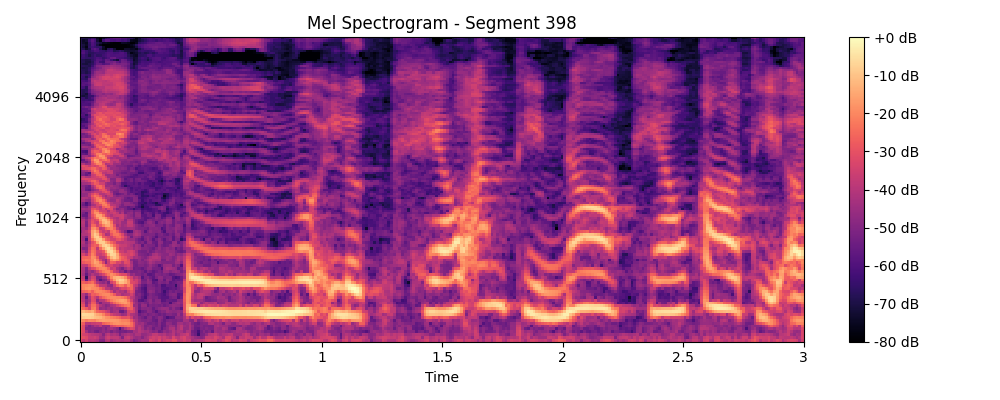 Mel Spectrogram - Segment 398
Frequency
4096
2048
1024
512
0
0
0.5
1
1.5
2
2.5
3
Time
+0 dB
-10 dB
-20 dB
-30 dB
-40 dB
-50 dB
-60 dB
-70 dB
-80 dB